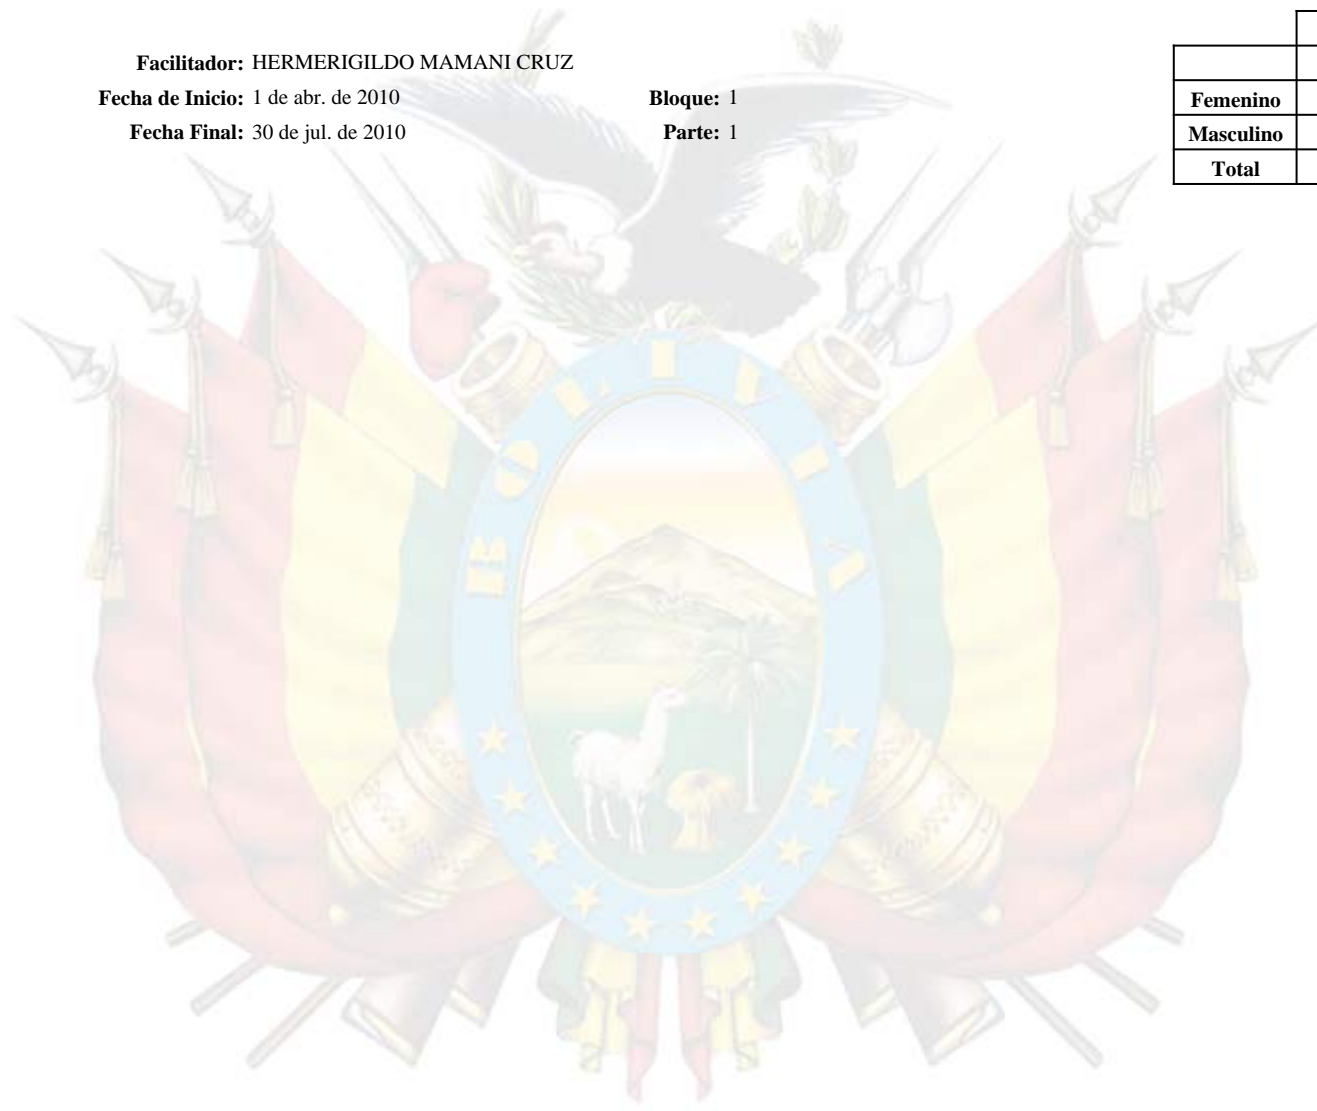 Facilitador: HERMERIGILDO MAMANI CRUZ
Fecha de Inicio: 1 de abr. de 2010 Bloque: 1
Fecha Final: 30 de jul. de 2010 Parte: 1
Femenino
Masculino
Total
BOLIVIA